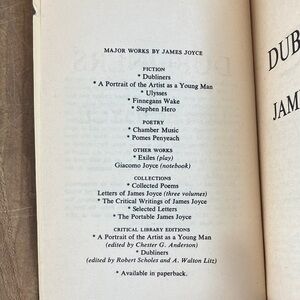 MAJOR WORKS BY JAMES JOYCE
FICTION
* Dubliners
* A Portrait of the Artist as a Young Man
* Ulysses
* Finnegans Wake
* Stephen Hero
POETRY
* Chamber Music
* Pomes Penyeach
OTHER WORKS
* Exiles (play)
Giacomo Joyce (notebook)
COLLECTIONS
* Collected Poems
Letters of James Joyce (three volumes)
* The Critical Writings of James Joyce
* Selected Letters
* The Portable James Joyce
CRITICAL LIBRARY EDITIONS
* A Portrait of the Artist as a Young Man
(edited by Chester G. Anderson)
* Dubliners
(edited by Robert Scholes and A. Walton Litz)
* Available in paperback.
DUB
JAM